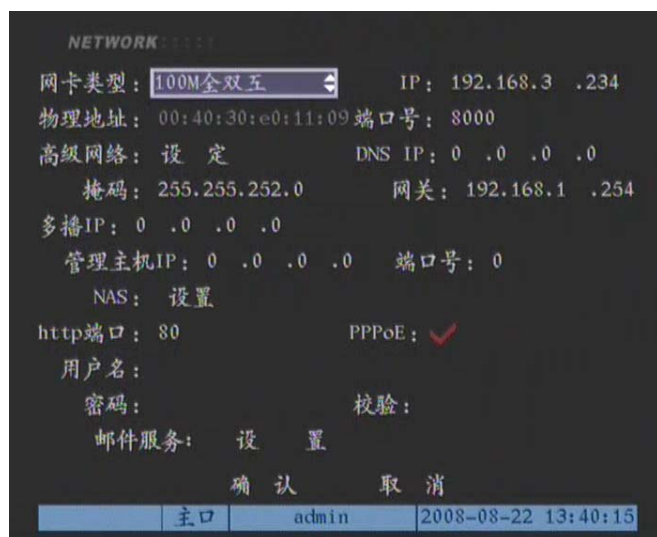 NETWORK:::::
网卡类型：100M全双互 IP：192.168.3 .234
物理地址：00:40:30:e0:11:09 端口号：8000
高级网络：设 定 DNS IP：0 .0 .0 .0
掩码：255.255.252.0 网关：192.168.1 .254
多播IP：0 .0 .0 .0
管理主机IP：0 .0 .0 .0 端口号：0
NAS：设置
http端口：80 PPPoE：
用户名：
密码： 校验：
邮件服务：设 置
确 认 取 消
主口 admin 2008-08-22 13:40:15